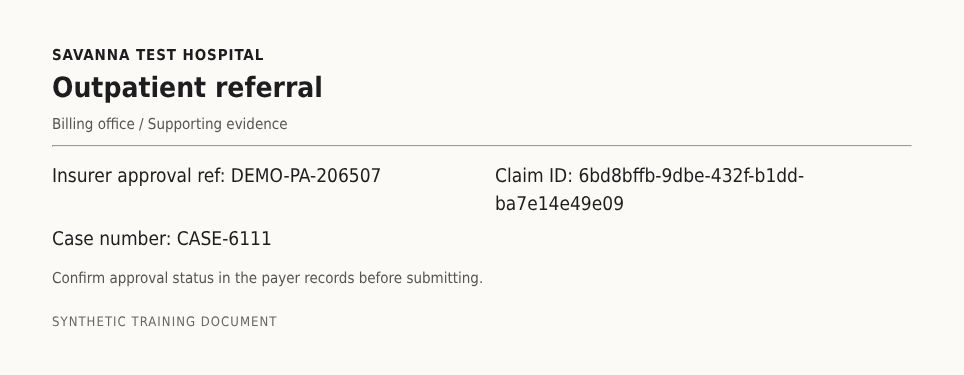 SAVANNA TEST HOSPITAL
Outpatient referral
Billing office / Supporting evidence
Insurer approval ref: DEMO-PA-206507
Claim ID: 6bd8bffb-9dbe-432f-b1dd-
ba7e14e49e09
Case number: CASE-6111
Confirm approval status in the payer records before submitting.
SYNTHETIC TRAINING DOCUMENT